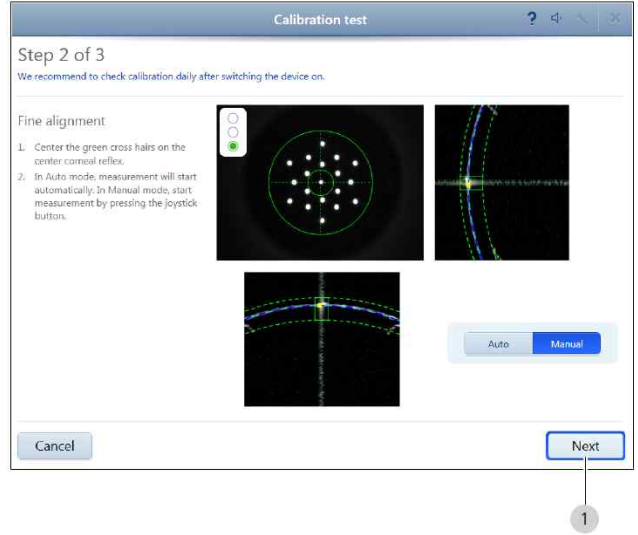 Calibration test
?
Step 2 of 3
We recommend to check calibration daily after switching the device on.
Fine alignment
1. Center the green cross hairs on the
center corneal reflex.
2. In Auto mode, measurement will start
automatically. In Manual mode, start
measurement by pressing the joystick
button.
Auto
Manual
Cancel
Next
1